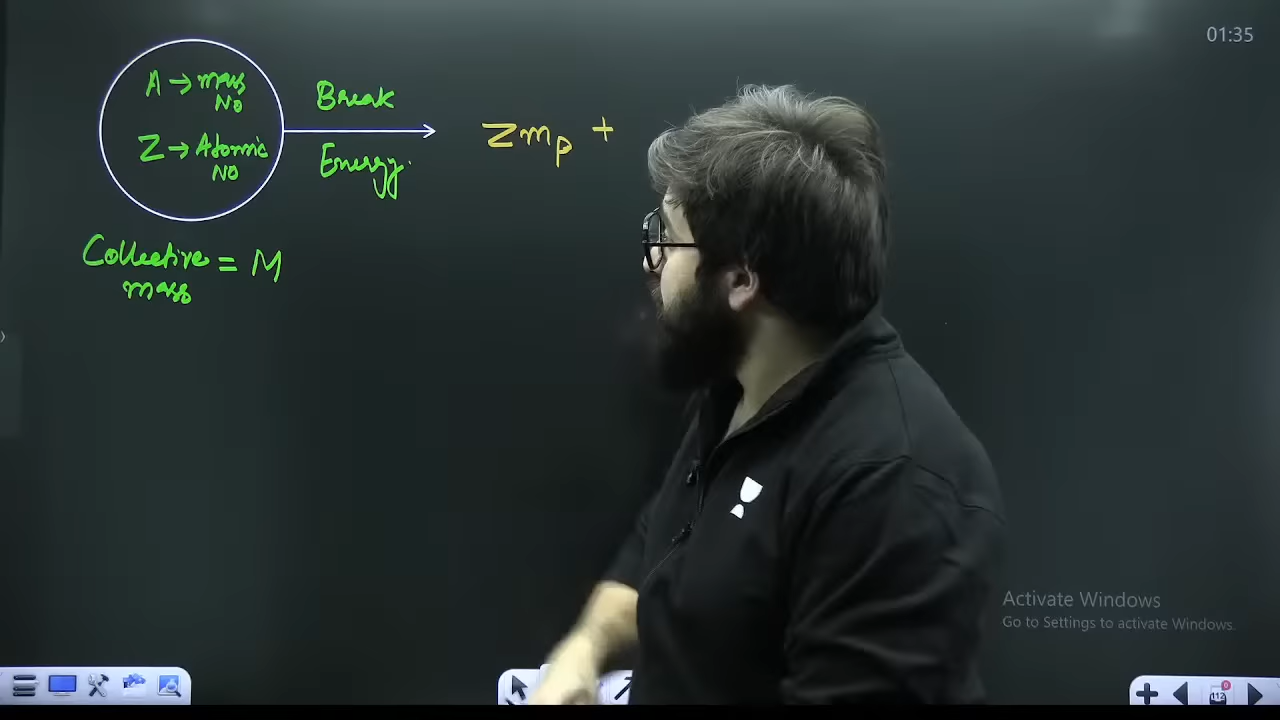 01:35
A → mass
No
Z → Atomic
No
Break
Energy.
Zmp +
Collective = M
mass
Activate Windows
Go to Settings to activate Windows.
112